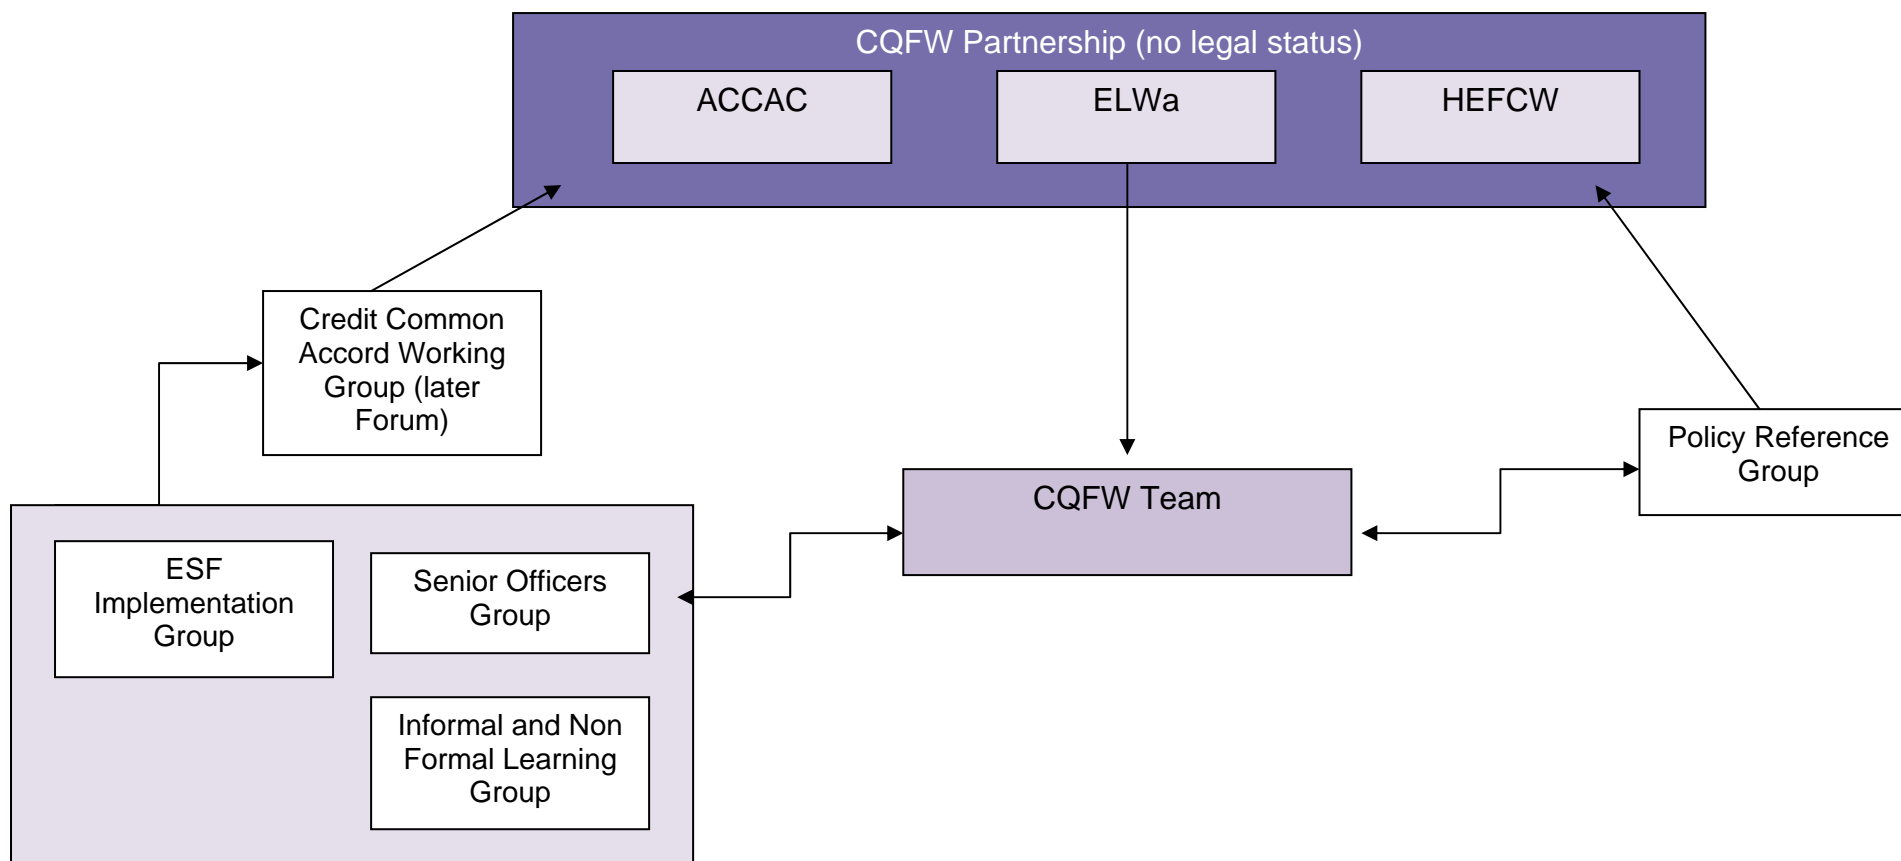 CQFW Partnership (no legal status)
ACCAC
ELWa
HEFCW
Credit Common
Accord Working
Group (later
Forum)
Policy Reference
Group
CQFW Team
ESF
Implementation
Group
Senior Officers
Group
Informal and Non
Formal Learning
Group